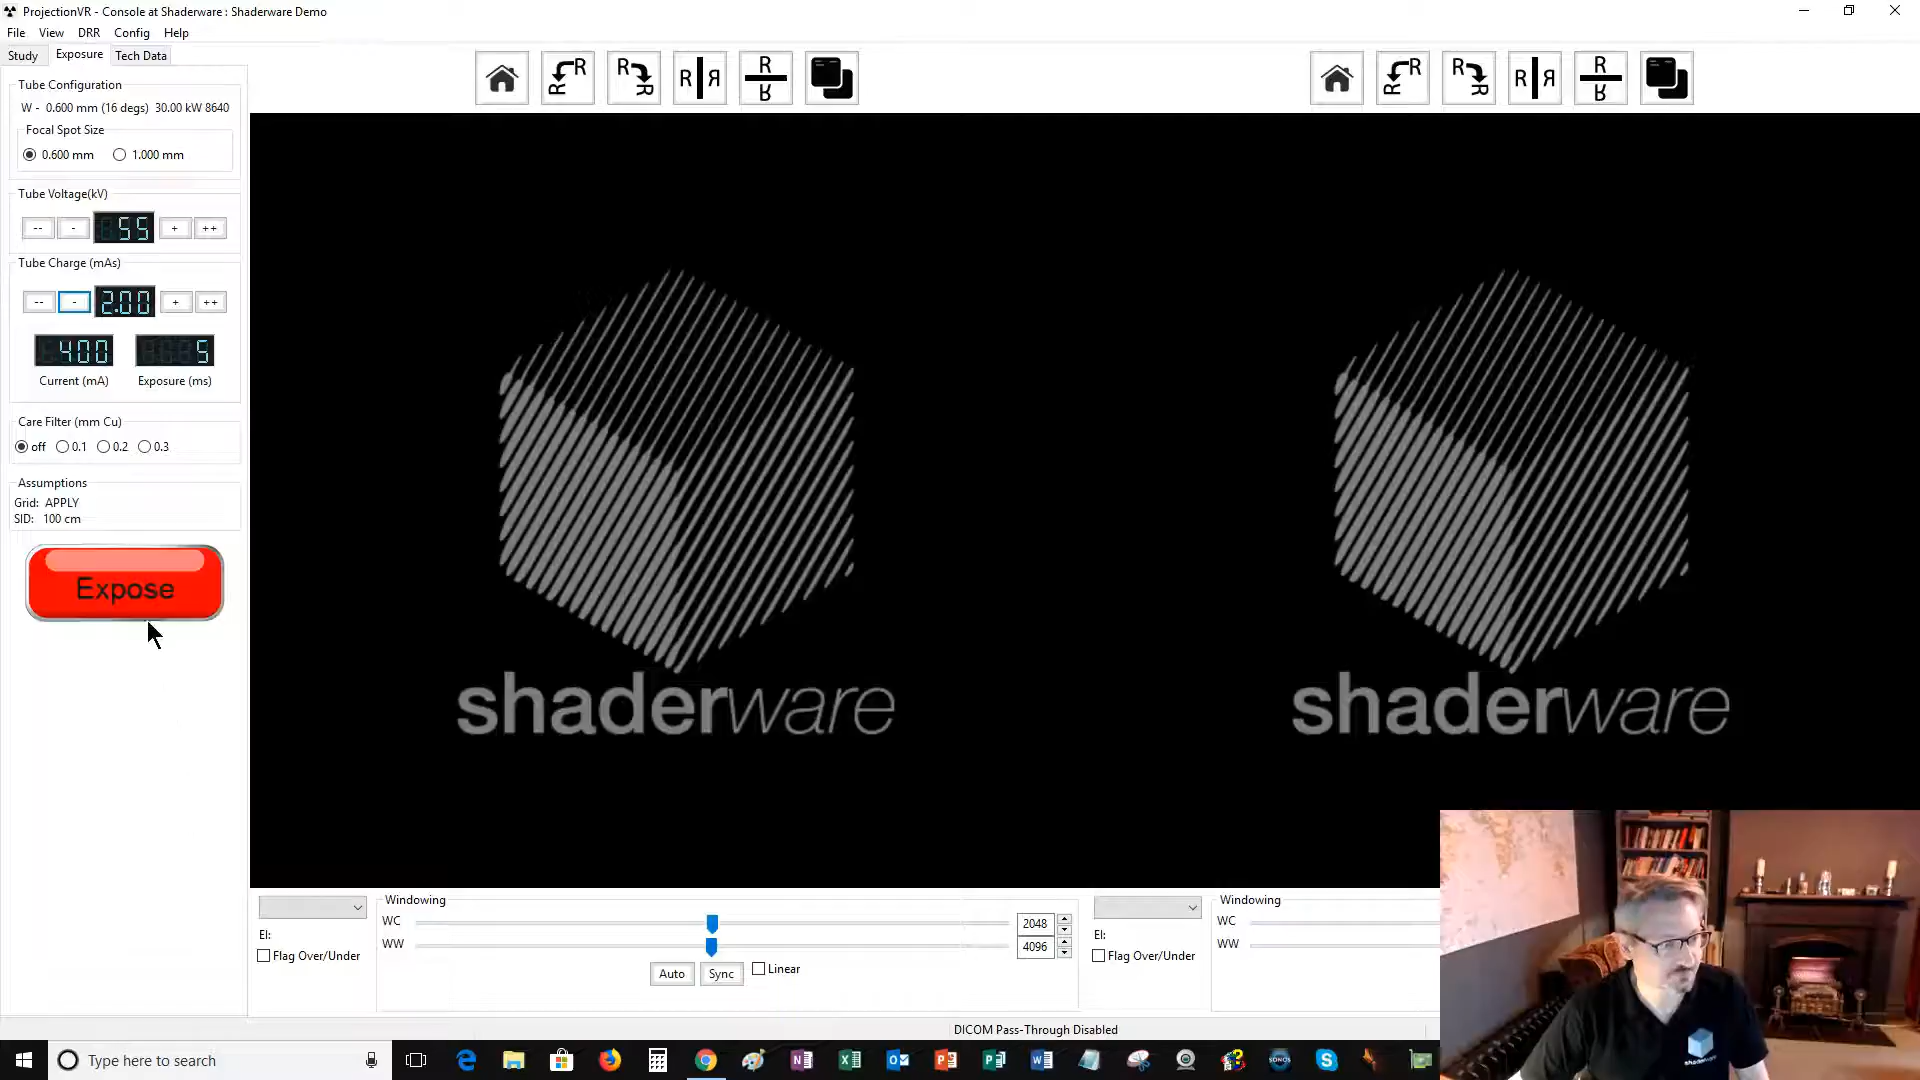 ProjectionVR - Console at Shaderware : Shaderware Demo
File View DRR Config Help
Study Exposure Tech Data
Tube Configuration
W - 0.600 mm (16 degs) 30.00 kW 8640
Focal Spot Size
0.600 mm 1.000 mm
Tube Voltage(kV)
-- - 55 + ++
Tube Charge (mAs)
-- - 2.00 + ++
400 5
Current (mA) Exposure (ms)
Care Filter (mm Cu)
off 0.1 0.2 0.3
Assumptions
Grid: APPLY
SID: 100 cm
Expose
R R R R R R R R
R R R R R R R R
shaderware shaderware
Windowing Windowing
WC 2048 WC
EI: EI:
WW 4096 WW
Flag Over/Under Flag Over/Under
Auto Sync Linear
DICOM Pass-Through Disabled
Type here to search
SONOS
shaderware